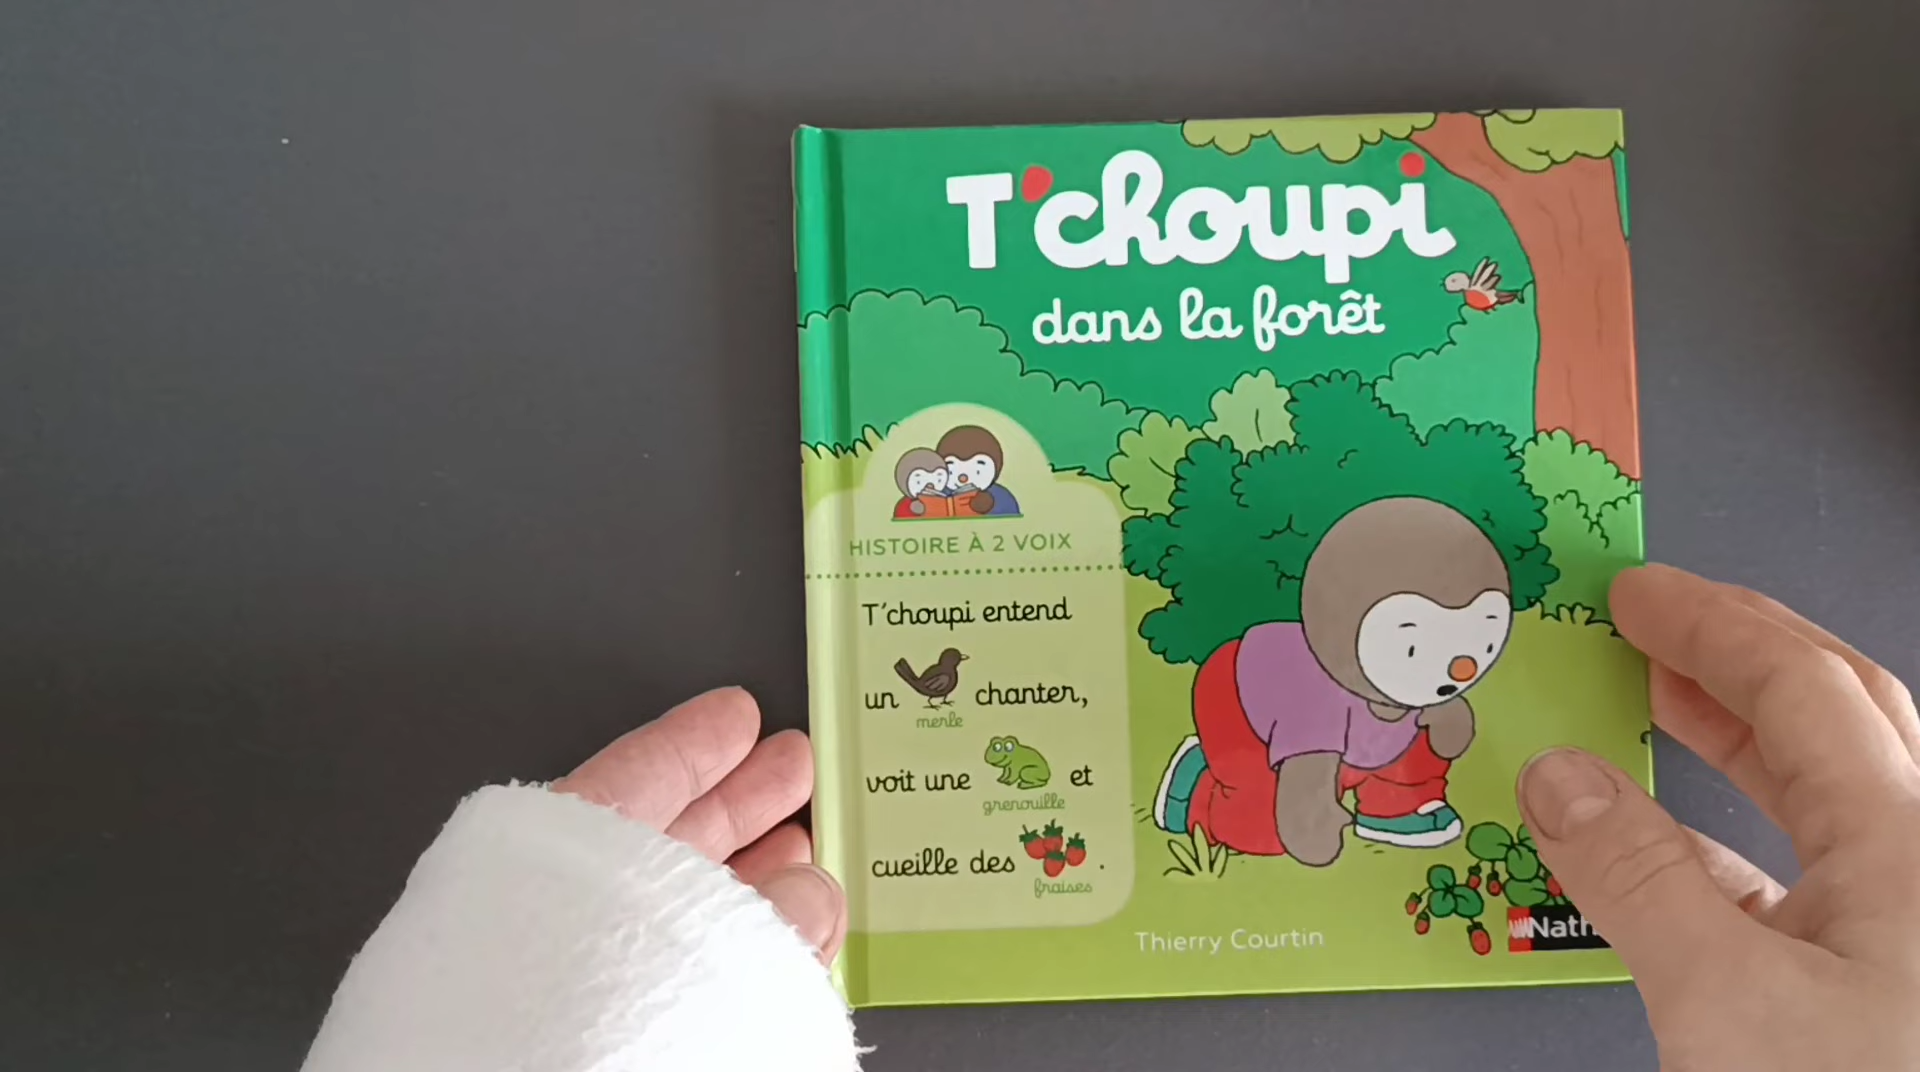 T'choupi
dans la forêt
HISTOIRE À 2 VOIX
T'choupi entend
un chanter,
merle
voit une et
grenouille
cueille des .
fraises
Thierry Courtin